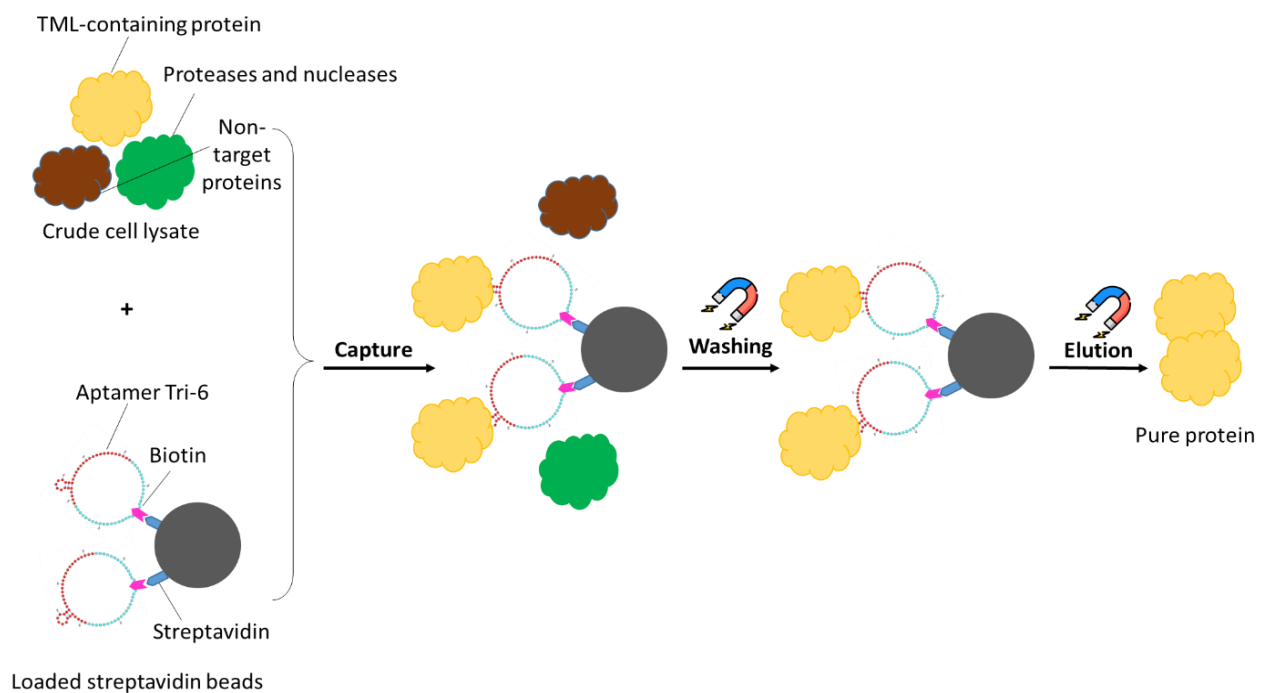 TML-containing protein
Proteases and nucleases
Non-
target
proteins
Crude cell lysate
+
Aptamer Tri-6
Biotin
Streptavidin
Loaded streptavidin beads
Capture
Washing
Elution
Pure protein